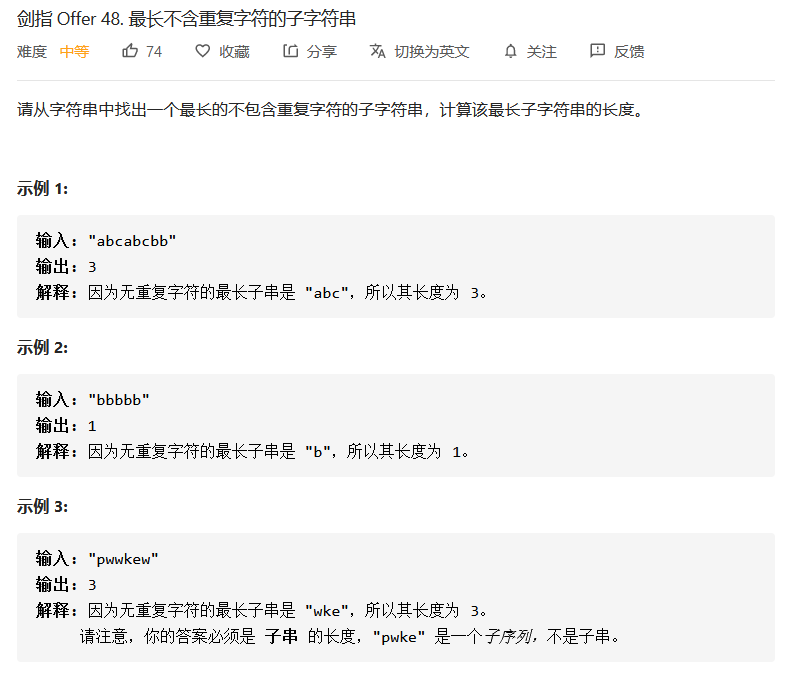 剑指 Offer 48. 最长不含重复字符的子字符串
难度 中等 74 收藏 分享 切换为英文 关注 反馈
请从字符串中找出一个最长的不包含重复字符的子字符串，计算该最长子字符串的长度。
示例 1:
输入: "abcabcbb"
输出: 3
解释: 因为无重复字符的最长子串是 "abc"，所以其长度为 3。
示例 2:
输入: "bbbbb"
输出: 1
解释: 因为无重复字符的最长子串是 "b"，所以其长度为 1。
示例 3:
输入: "pwwkew"
输出: 3
解释: 因为无重复字符的最长子串是 "wke"，所以其长度为 3。
请注意，你的答案必须是 子串 的长度，"pwke" 是一个子序列，不是子串。